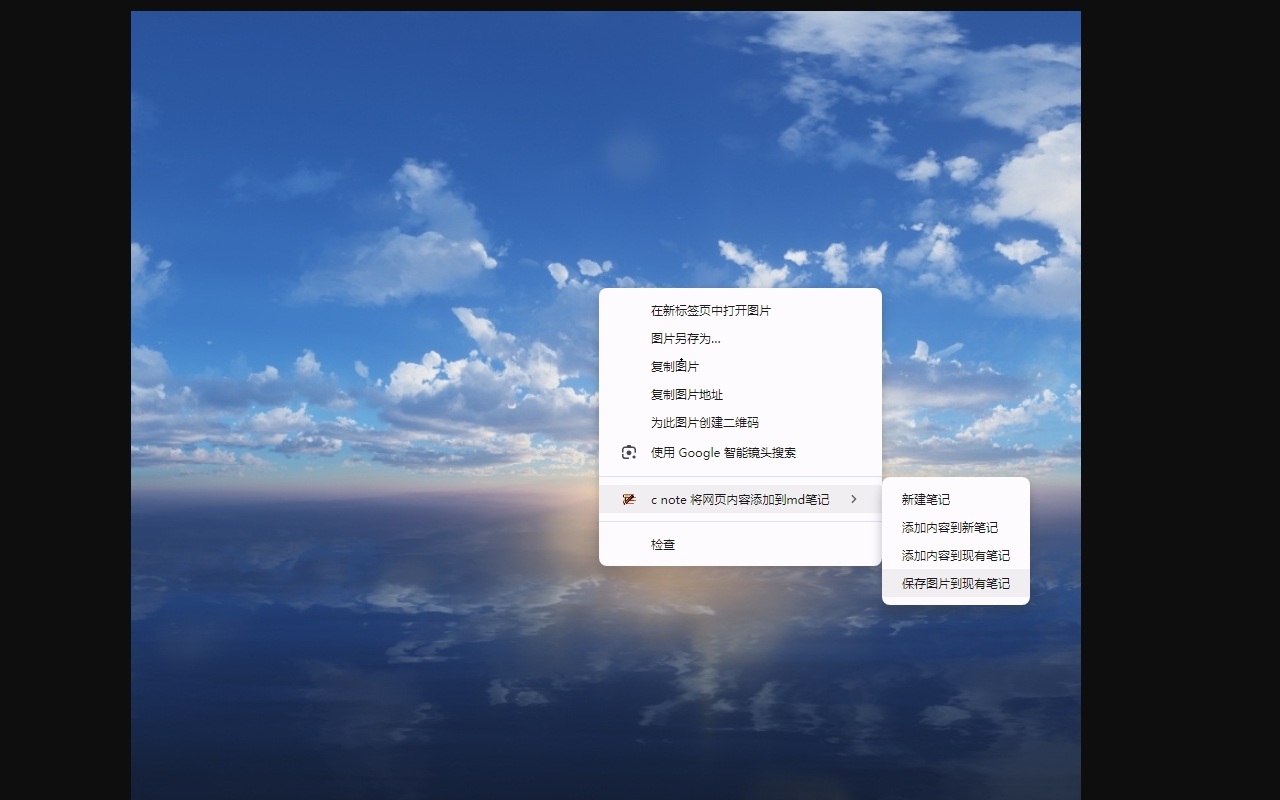 在新标签页中打开图片
图片另存为...
复制图片
复制图片地址
为此图片创建二维码
使用 Google 智能镜头搜索
c note 将网页内容添加到md笔记
检查
新建笔记
添加内容到新笔记
添加内容到现有笔记
保存图片到现有笔记